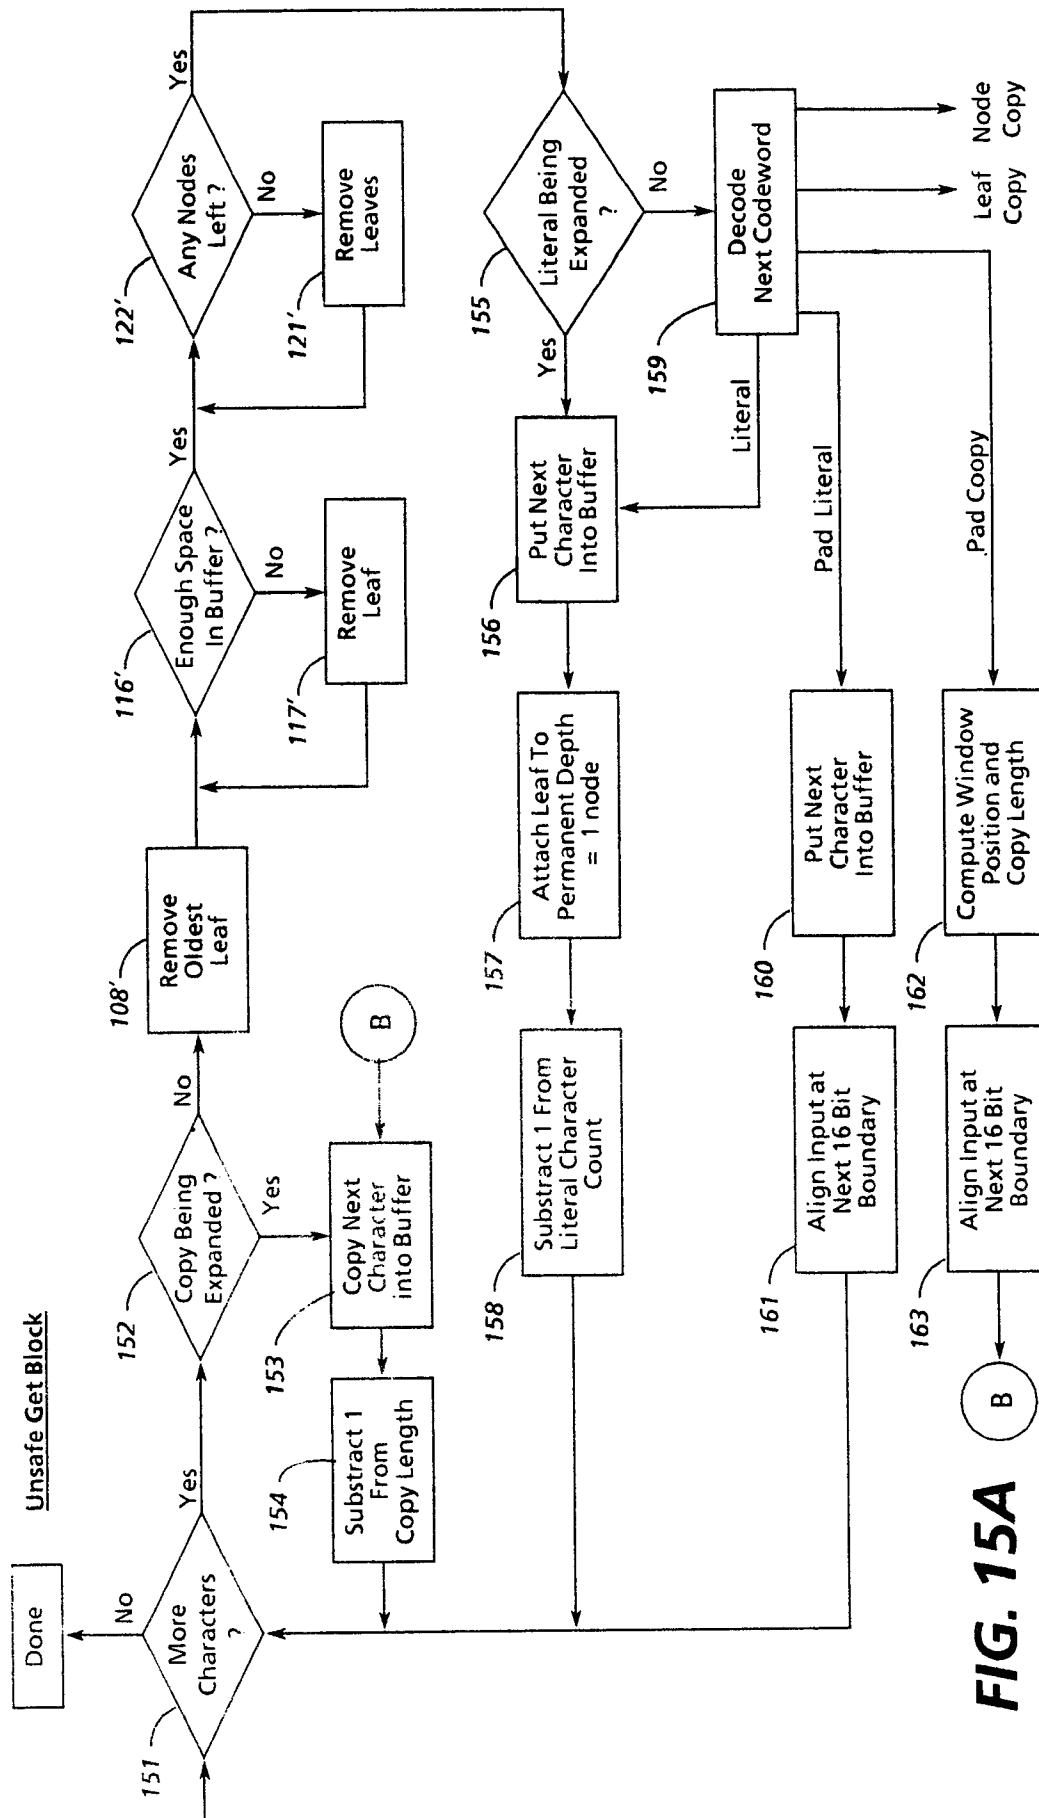 Unsafe Get Block
Done
No
151
More
Characters
?
Yes
152
Copy Being
Expanded ?
No
Yes
108'
Remove
Oldest
Leaf
116'
Enough Space
In Buffer ?
Yes
No
117'
Remove
Leaf
122'
Any Nodes
Left ?
Yes
No
121'
Remove
Leaves
B
153
Copy Next
Character
into Buffer
154
Substract 1
From
Copy Length
155
Literal Being
Expanded
?
Yes
No
156
Put Next
Character
Into Buffer
157
Attach Leaf To
Permanent Depth
= 1 node
158
Substract 1 From
Literal Character
Count
159
Decode
Next Codeword
Literal
Pad Literal
Pad Coopy
Leaf
Copy
Node
Copy
160
Put Next
Character
Into Buffer
161
Align Input at
Next 16 Bit
Boundary
162
Compute Window
Position and
Copy Length
163
Align Input at
Next 16 Bit
Boundary
B
FIG. 15A